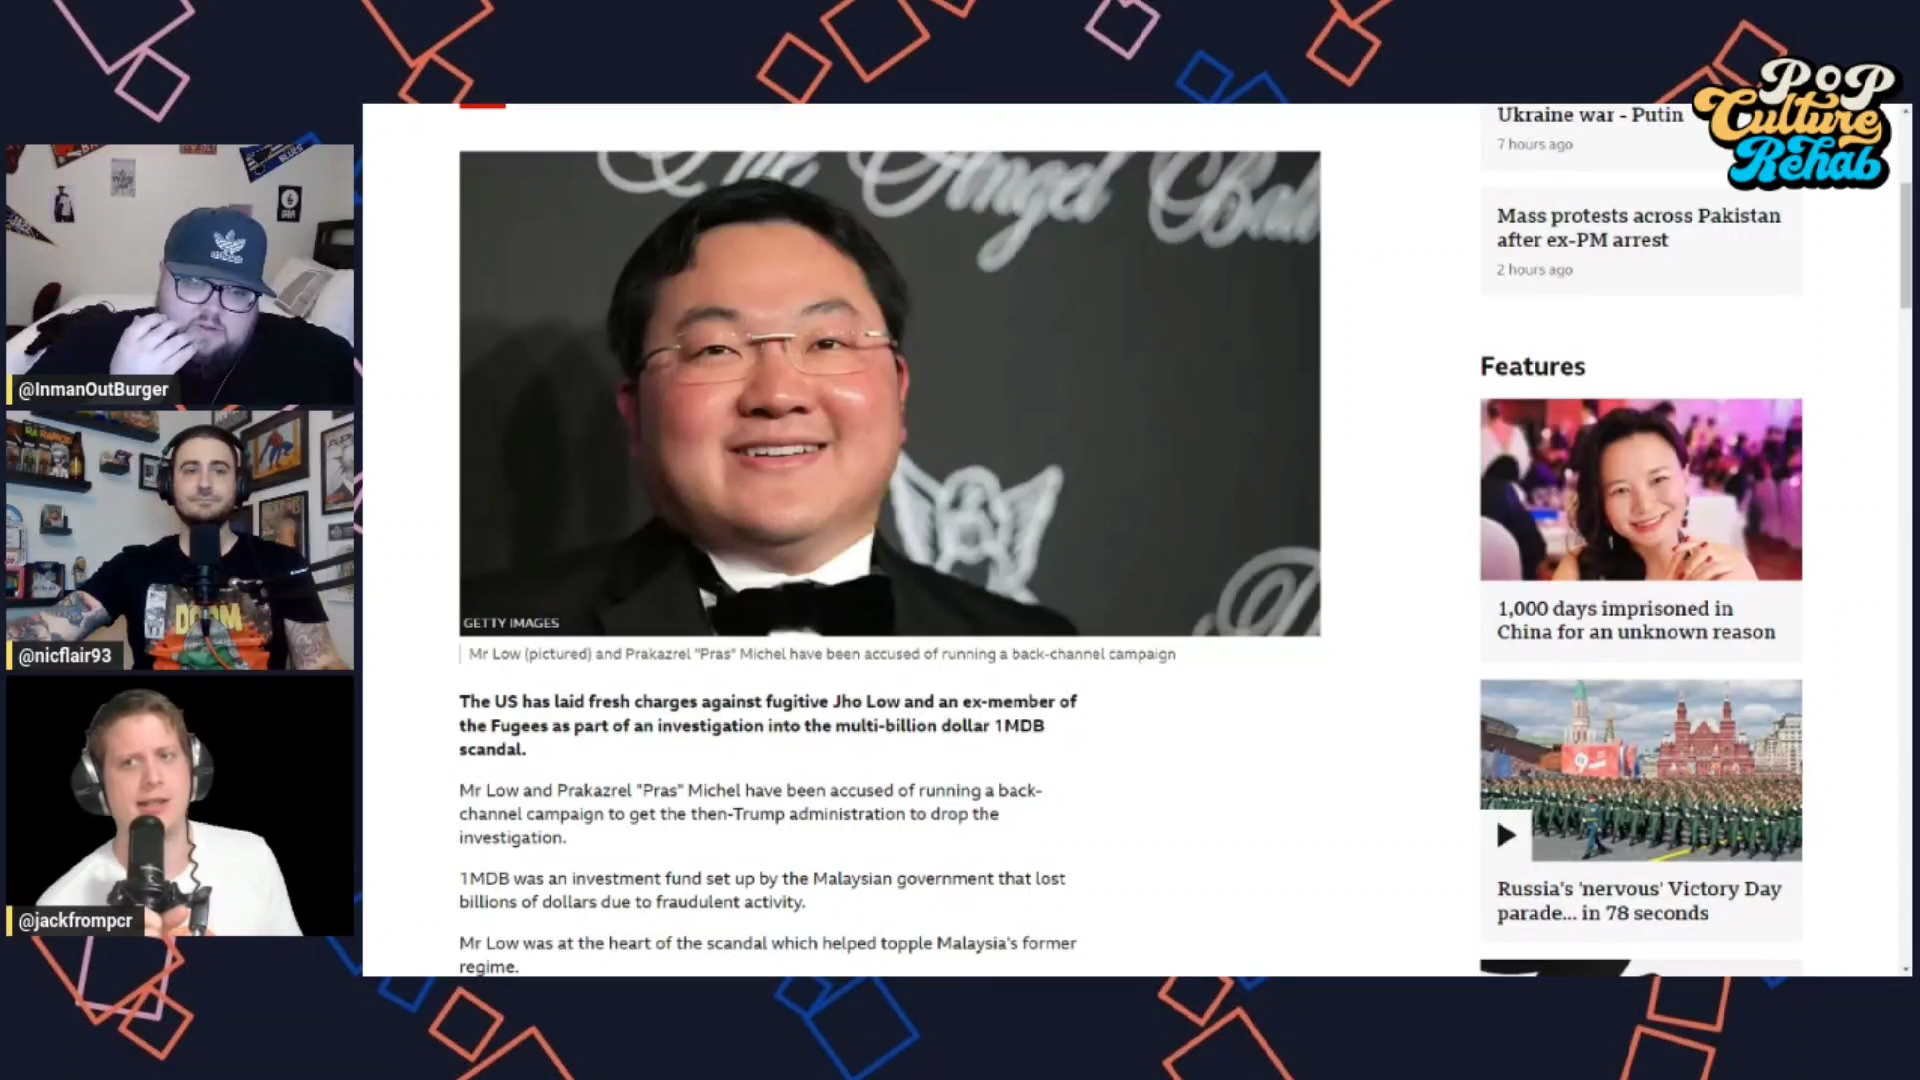 POP
Culture
Rehab
The Angel Ball
GETTY IMAGES
Mr Low (pictured) and Prakazrel "Pras" Michel have been accused of running a back-channel campaign
The US has laid fresh charges against fugitive Jho Low and an ex-member of
the Fugees as part of an investigation into the multi-billion dollar 1MDB
scandal.
Mr Low and Prakazrel "Pras" Michel have been accused of running a back-
channel campaign to get the then-Trump administration to drop the
investigation.
1MDB was an investment fund set up by the Malaysian government that lost
billions of dollars due to fraudulent activity.
Mr Low was at the heart of the scandal which helped topple Malaysia's former
regime.
Ukraine war - Putin
7 hours ago
Mass protests across Pakistan
after ex-PM arrest
2 hours ago
Features
1,000 days imprisoned in
China for an unknown reason
Russia's 'nervous' Victory Day
parade... in 78 seconds
BLUES
adidas
@InmanOutBurger
DOOM
@nicflair93
@jackfrompcr